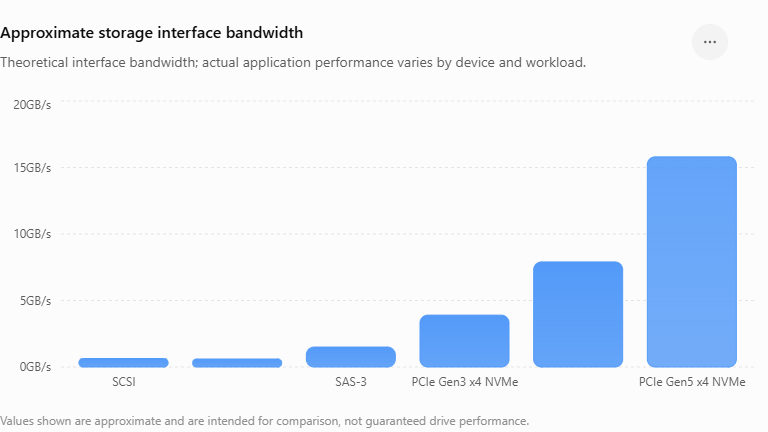 Approximate storage interface bandwidth
...
Theoretical interface bandwidth; actual application performance varies by device and workload.
20GB/s
15GB/s
10GB/s
5GB/s
0GB/s
SCSI SAS-3 PCIe Gen3 x4 NVMe PCIe Gen5 x4 NVMe
Values shown are approximate and are intended for comparison, not guaranteed drive performance.